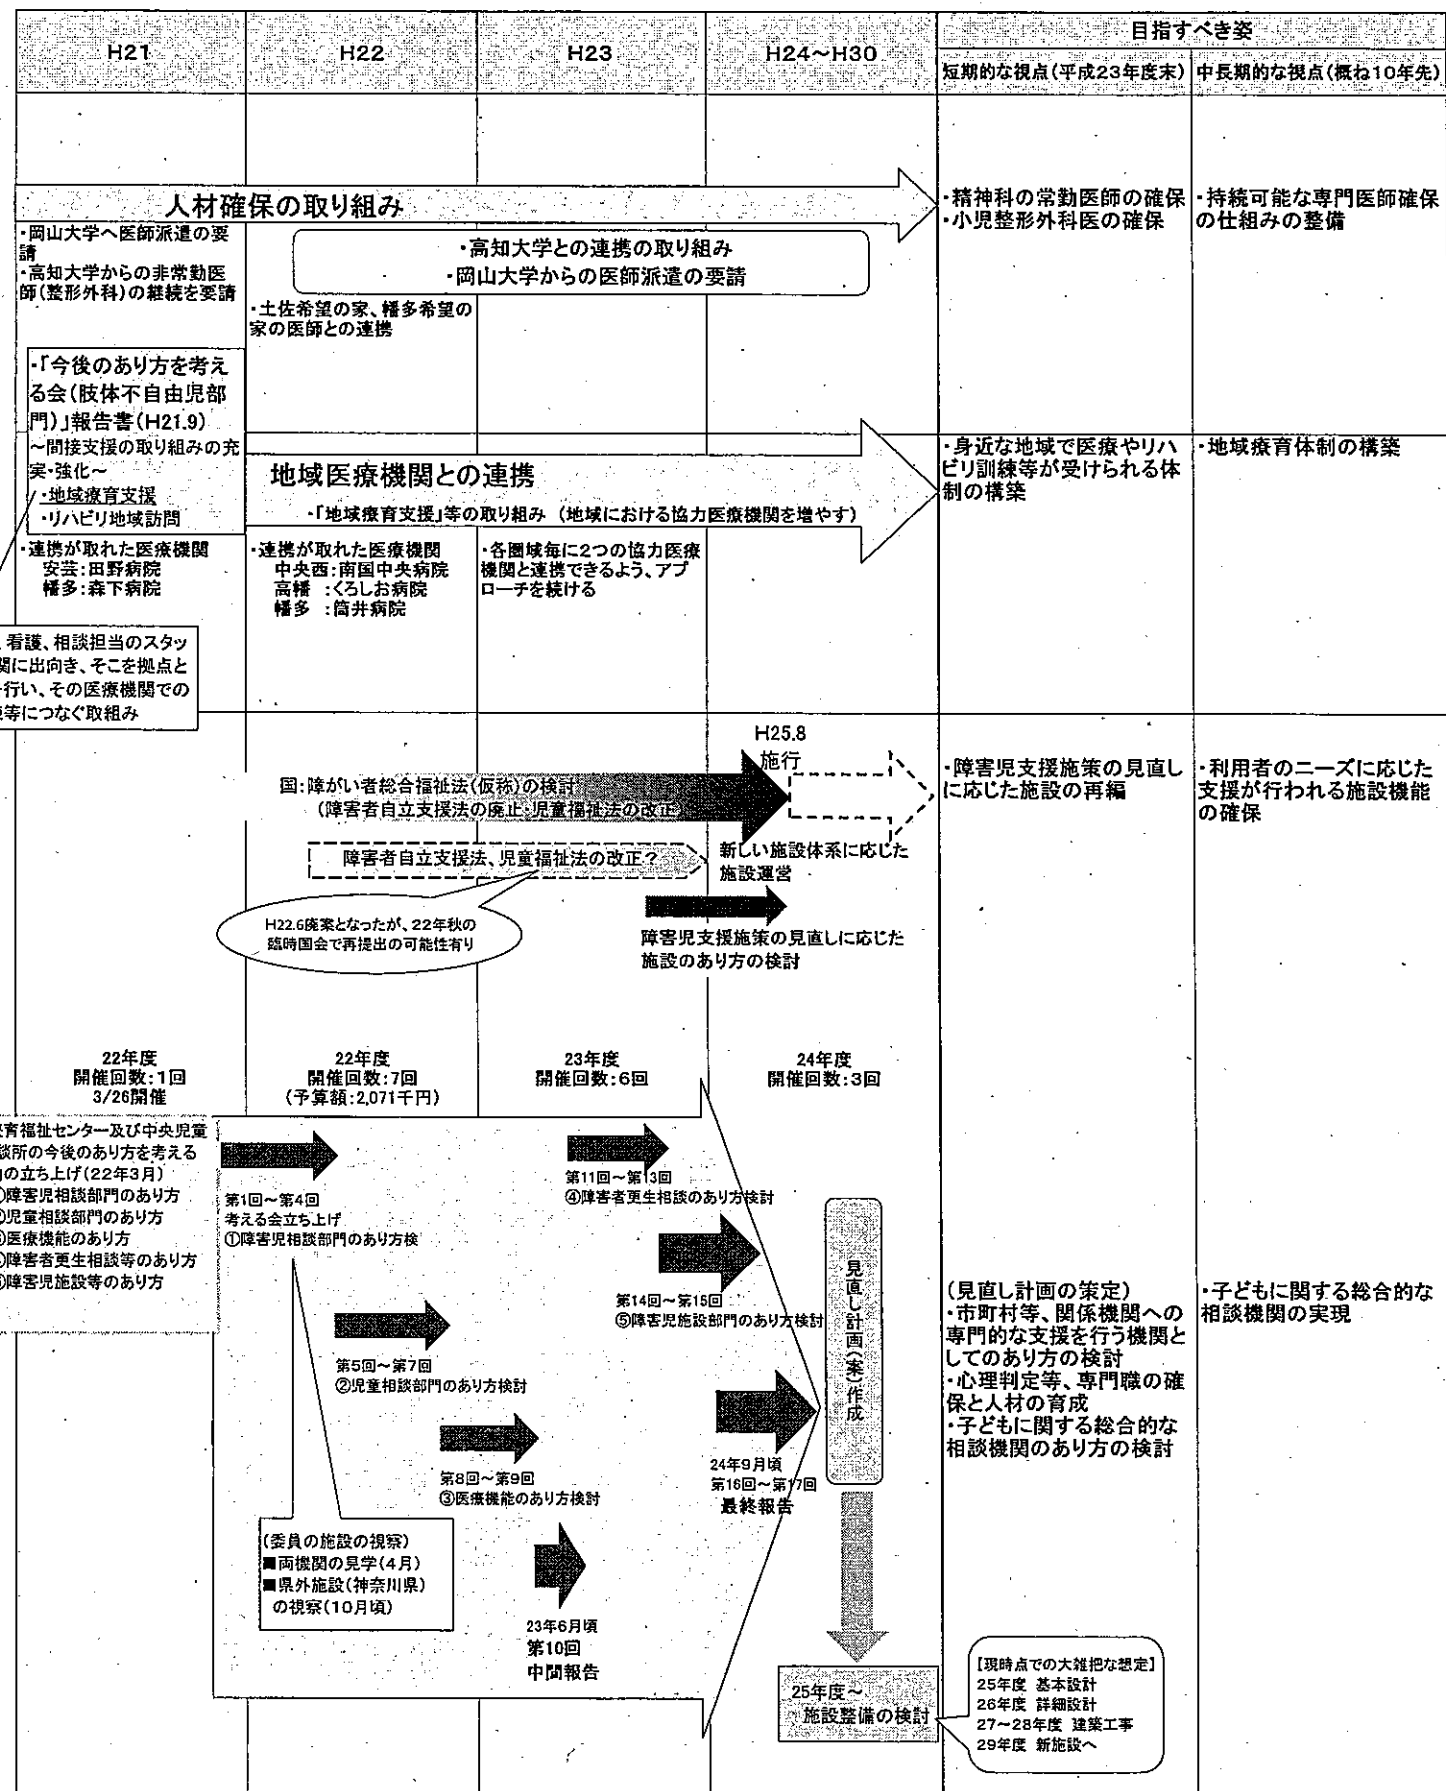 H21
H22
H23
H24～H30
目指すべき姿
短期的な視点(平成23年度末)
中長期的な視点(概ね10年先)
人材確保の取り組み
・岡山大学へ医師派遣の要
請
・高知大学からの非常勤医
師(整形外科)の継続を要請
・高知大学との連携の取り組み
・岡山大学からの医師派遣の要請
・土佐希望の家、幡多希望の
家の医師との連携
・精神科の常勤医師の確保
・小児整形外科医の確保
・持続可能な専門医師確保
の仕組みの整備
・「今後のあり方を考え
る会(肢体不自由児部
門)」報告書(H21.9)
～間接支援の取り組みの充
実・強化～
・地域療育支援
・リハビリ地域訪問
地域医療機関との連携
・「地域療育支援」等の取り組み (地域における協力医療機関を増やす)
・身近な地域で医療やリハ
ビリ訓練等が受けられる体
制の構築
・地域療育体制の構築
・連携が取れた医療機関
安芸:田野病院
幡多:森下病院
・連携が取れた医療機関
中央西:南国中央病院
高幡 :くろしお病院
幡多 :筒井病院
・各圏域毎に2つの協力医療
機関と連携できるよう、アプ
ローチを続ける
、看護、相談担当のスタッ
関に出向き、そこを拠点と
行い、その医療機関での
等につなぐ取組み
H25.8
施行
国:障がい者総合福祉法(仮称)の検討
(障害者自立支援法の廃止・児童福祉法の改正)
障害者自立支援法、児童福祉法の改正?
新しい施設体系に応じた
施設運営
H22.6廃案となったが、22年秋の
臨時国会で再提出の可能性有り
障害児支援施策の見直しに応じた
施設のあり方の検討
・障害児支援施策の見直し
に応じた施設の再編
・利用者のニーズに応じた
支援が行われる施設機能
の確保
22年度
開催回数:1回
3/26開催
22年度
開催回数:7回
(予算額:2,071千円)
23年度
開催回数:6回
24年度
開催回数:3回
育福祉センター及び中央児童
談所の今後のあり方を考える
の立ち上げ(22年3月)
①障害児相談部門のあり方
②児童相談部門のあり方
③医療機能のあり方
④障害者更生相談等のあり方
⑤障害児施設等のあり方
第1回～第4回
考える会立ち上げ
①障害児相談部門のあり方検
第5回～第7回
②児童相談部門のあり方検討
第8回～第9回
③医療機能のあり方検討
23年6月頃
第10回
中間報告
第11回～第13回
④障害者更生相談のあり方検討
第14回～第15回
⑤障害児施設部門のあり方検討
24年9月頃
第16回～第17回
最終報告
(委員の施設の視察)
■両機関の見学(4月)
■県外施設(神奈川県)
の視察(10月頃)
見直し計画(案)作成
25年度～
施設整備の検討
(見直し計画の策定)
・市町村等、関係機関への
専門的な支援を行う機関と
してのあり方の検討
・心理判定等、専門職の確
保と人材の育成
・子どもに関する総合的な
相談機関のあり方の検討
・子どもに関する総合的な
相談機関の実現
[現時点での大雑把な想定]
25年度 基本設計
26年度 詳細設計
27～28年度 建築工事
29年度 新施設へ